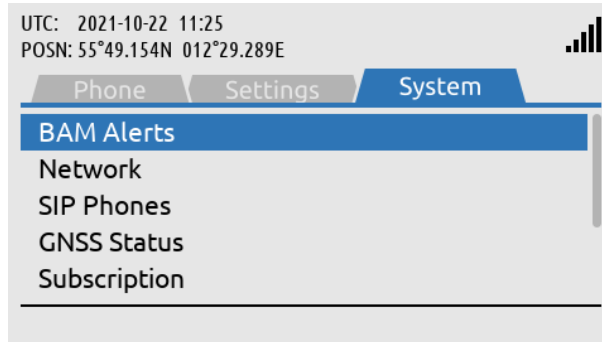 UTC: 2021-10-22 11:25
POSN: 55°49.154N 012°29.289E
Phone Settings System
BAM Alerts
Network
SIP Phones
GNSS Status
Subscription